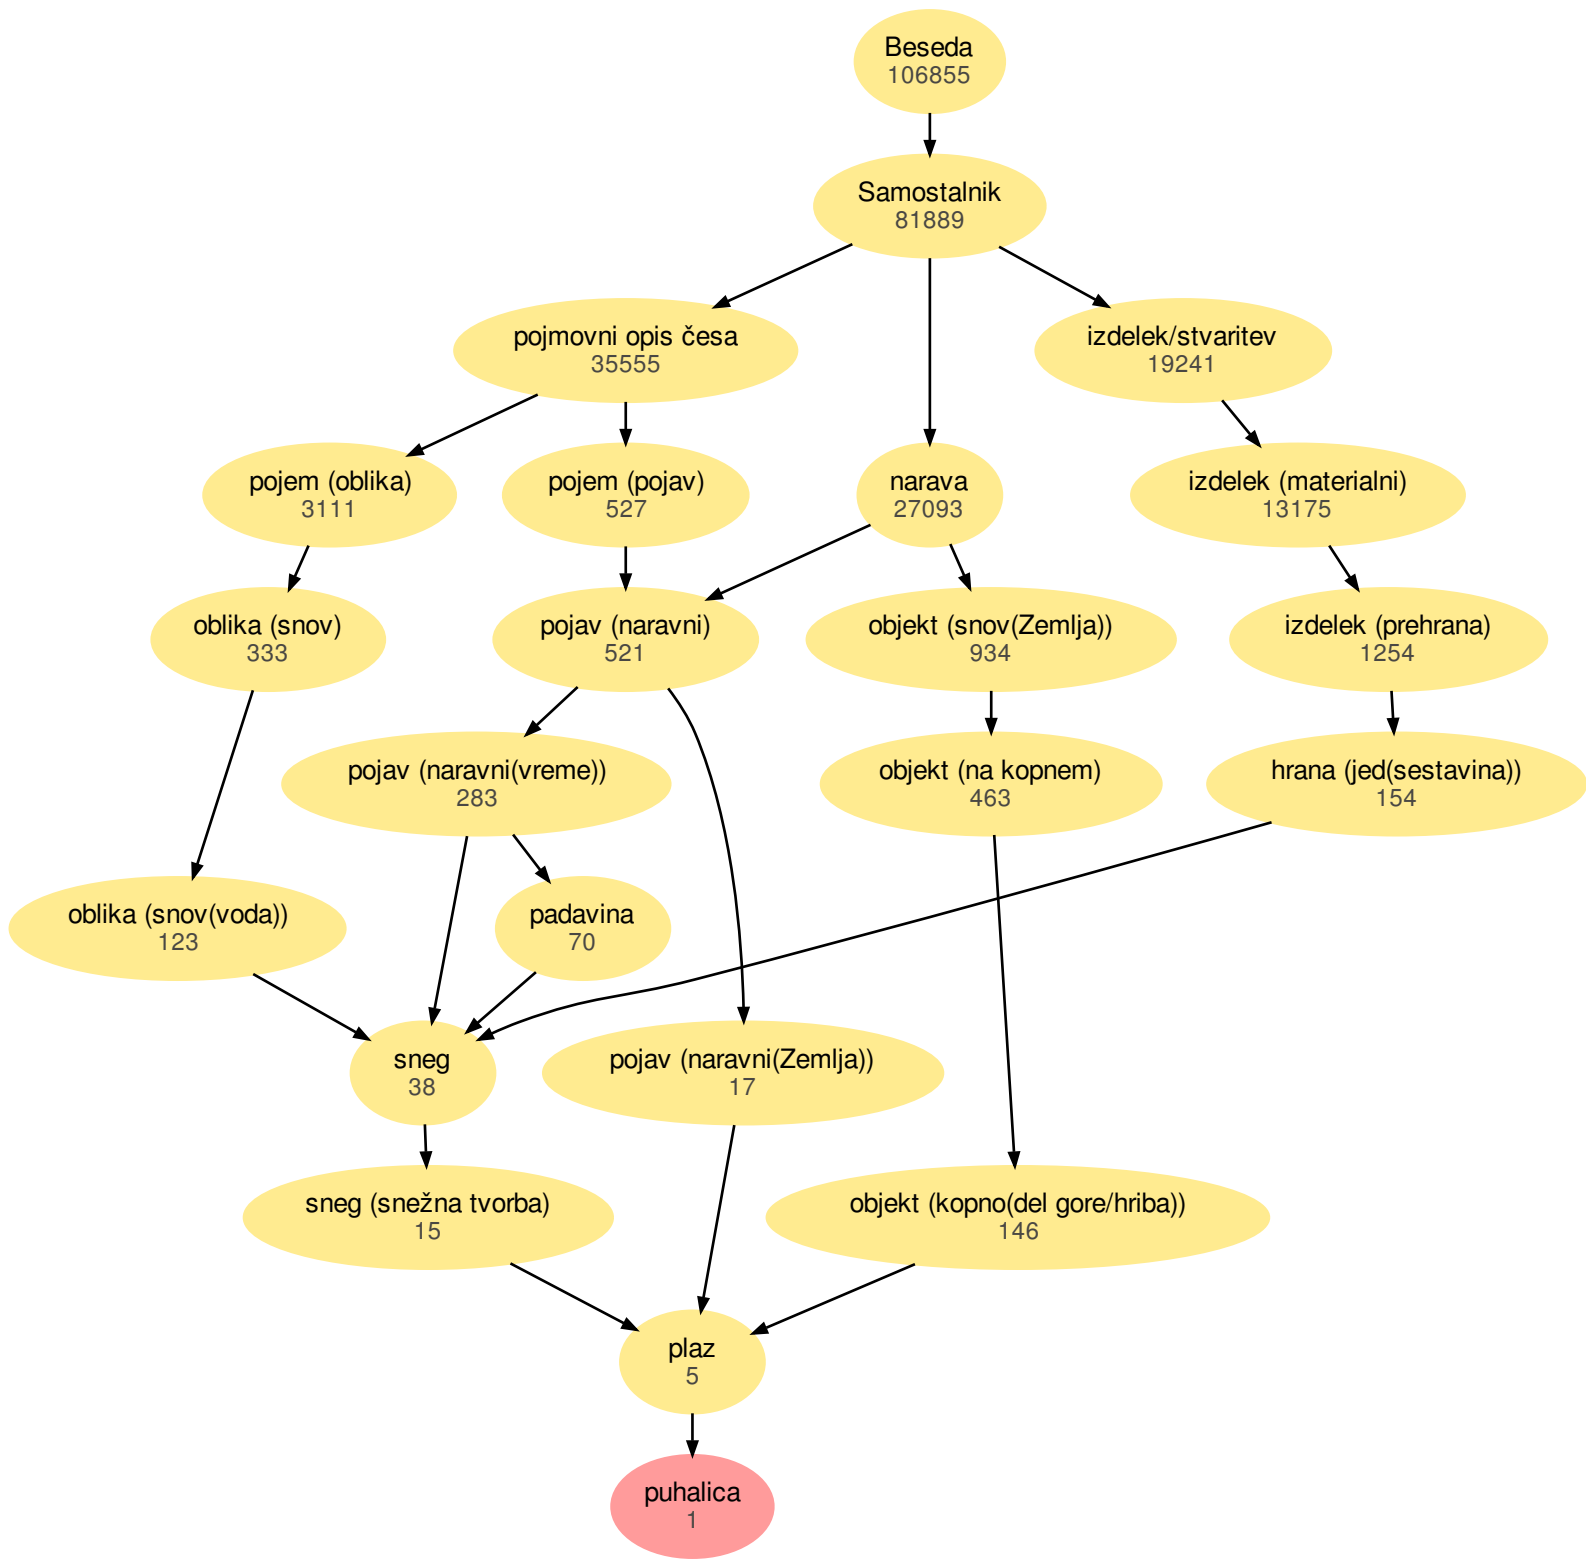 Beseda
106855
Samostalnik
81889
pojmovni opis česa
35555
izdelek/stvaritev
19241
pojem (oblika)
3111
pojem (pojav)
527
narava
27093
izdelek (materialni)
13175
oblika (snov)
333
pojav (naravni)
521
objekt (snov(Zemlja))
934
izdelek (prehrana)
1254
pojav (naravni(vreme))
283
objekt (na kopnem)
463
hrana (jed(sestavina))
154
oblika (snov(voda))
123
padavina
70
sneg
38
pojav (naravni(Zemlja))
17
sneg (snežna tvorba)
15
objekt (kopno(del gore/hriba))
146
plaz
5
puhalica
1